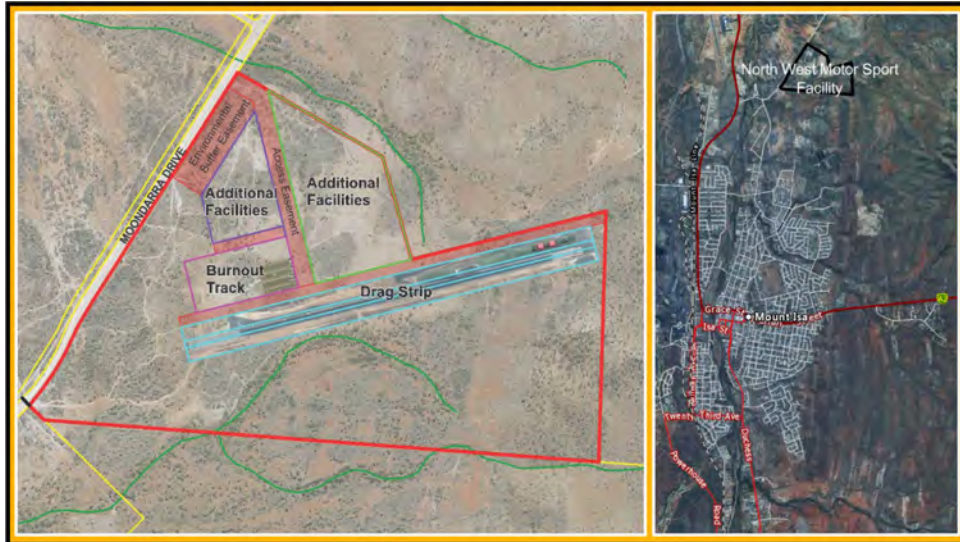 MOONDARRA DRIVE
Environmental
Buffer Easement
Access Easement
Additional
Facilities
Additional
Facilities
Burnout
Track
Drag Strip
North West Motor Sport
Facility
Grace St
Isa St
Mount Isa
Twenty Third Ave
Duchess
Powerhouse
Road